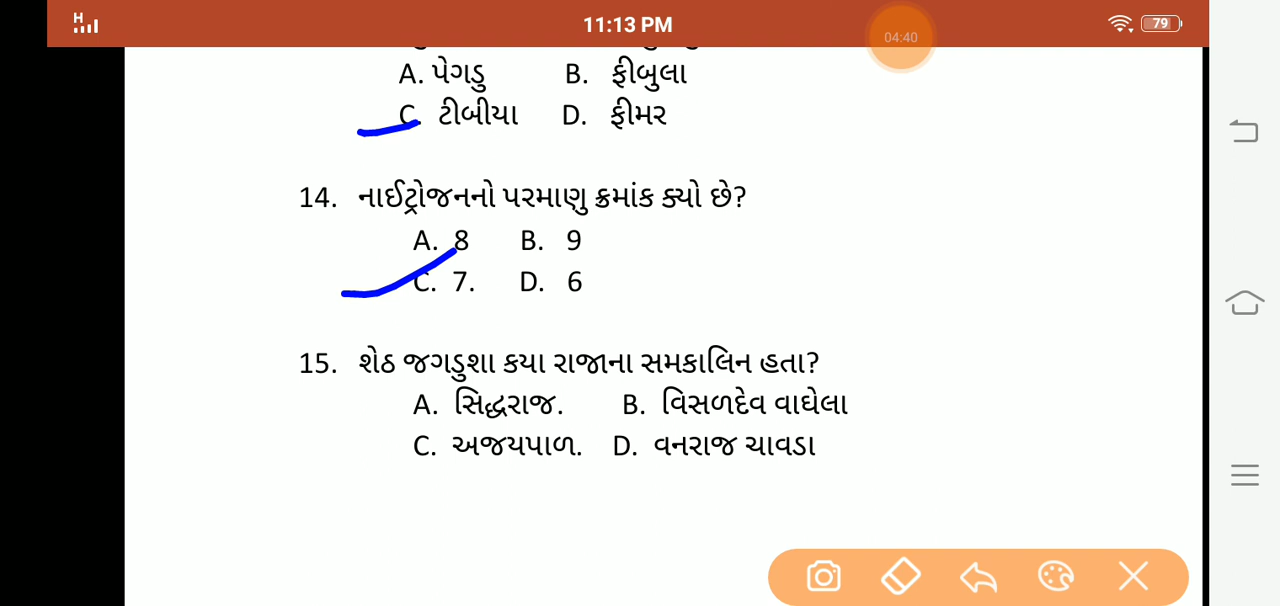 H
11:13 PM
79
04:40
A. પેગડુ B. ફીબુલા
C. ટીબીયા D. ફીમર
14. નાઈટ્રોજનનો પરમાણુ ક્રમાંક ક્યો છે?
A. 8 B. 9
C. 7. D. 6
15. શેઠ જગડુશા કયા રાજાના સમકાલિન હતા?
A. સિદ્ધરાજ. B. વિસળદેવ વાઘેલા
C. અજયપાળ. D. વનરાજ ચાવડા